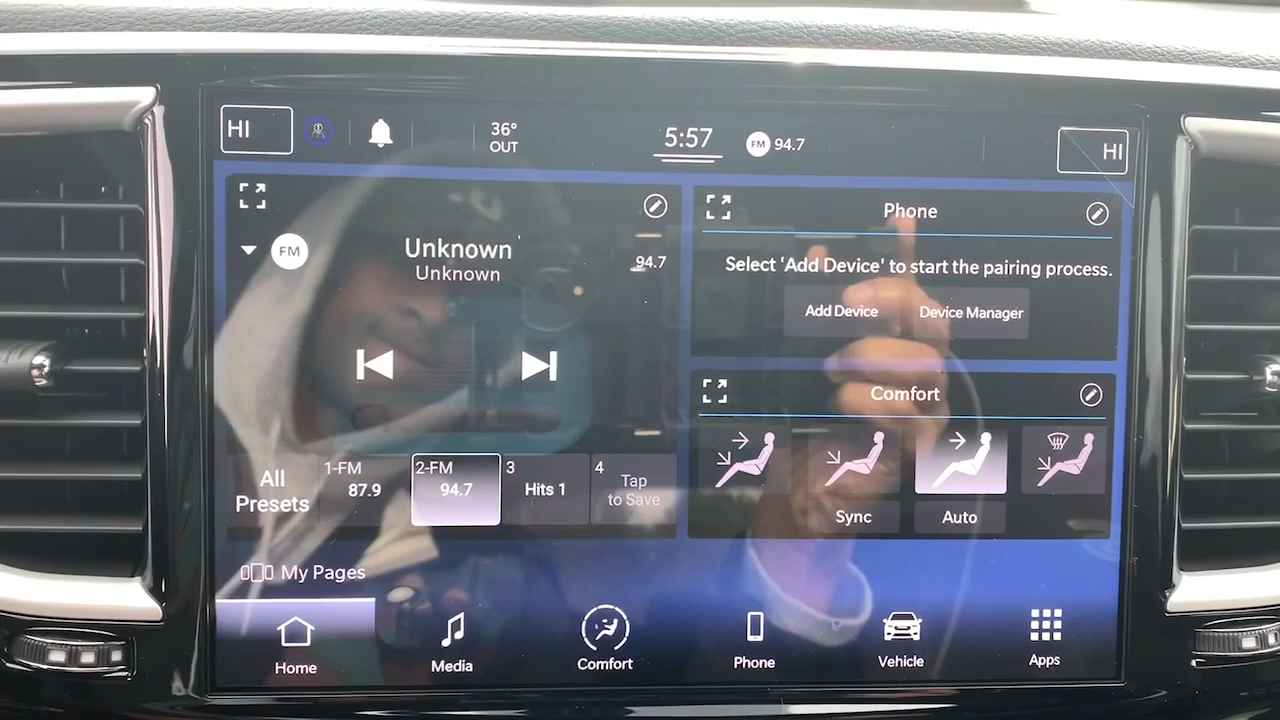 HI
36°
OUT
5:57
FM 94.7
HI
FM
Unknown
Unknown
94.7
Phone
Select 'Add Device' to start the pairing process.
Add Device
Device Manager
Comfort
Sync
Auto
All
Presets
1-FM
87.9
2-FM
94.7
3
Hits 1
4
Tap
to Save
My Pages
Home
Media
Comfort
Phone
Vehicle
Apps